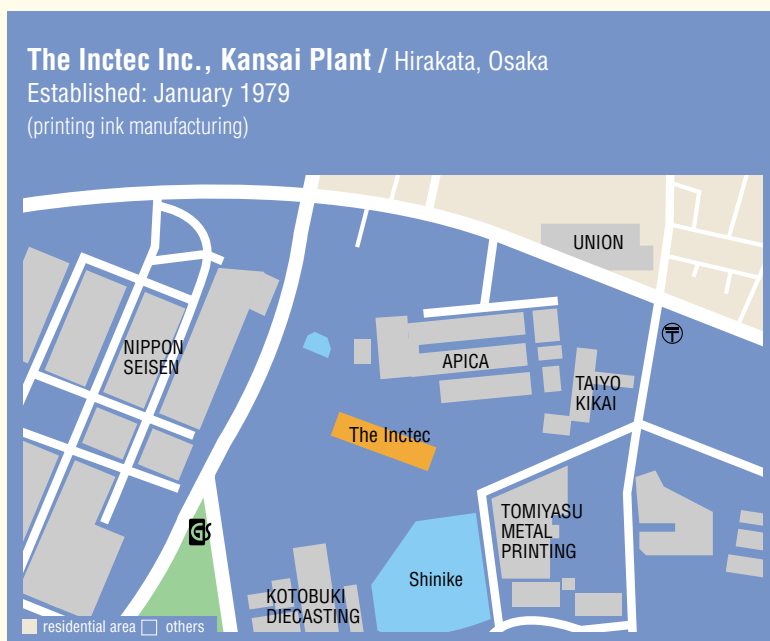 The Inctec Inc., Kansai Plant / Hirakata, Osaka
Established: January 1979
(printing ink manufacturing)
UNION
〒
NIPPON
SEISEN
APICA
TAIYO
KIKAI
The Inctec
TOMIYASU
METAL
PRINTING
GS
Shinike
KOTOBUKI
DIECASTING
residential area
others